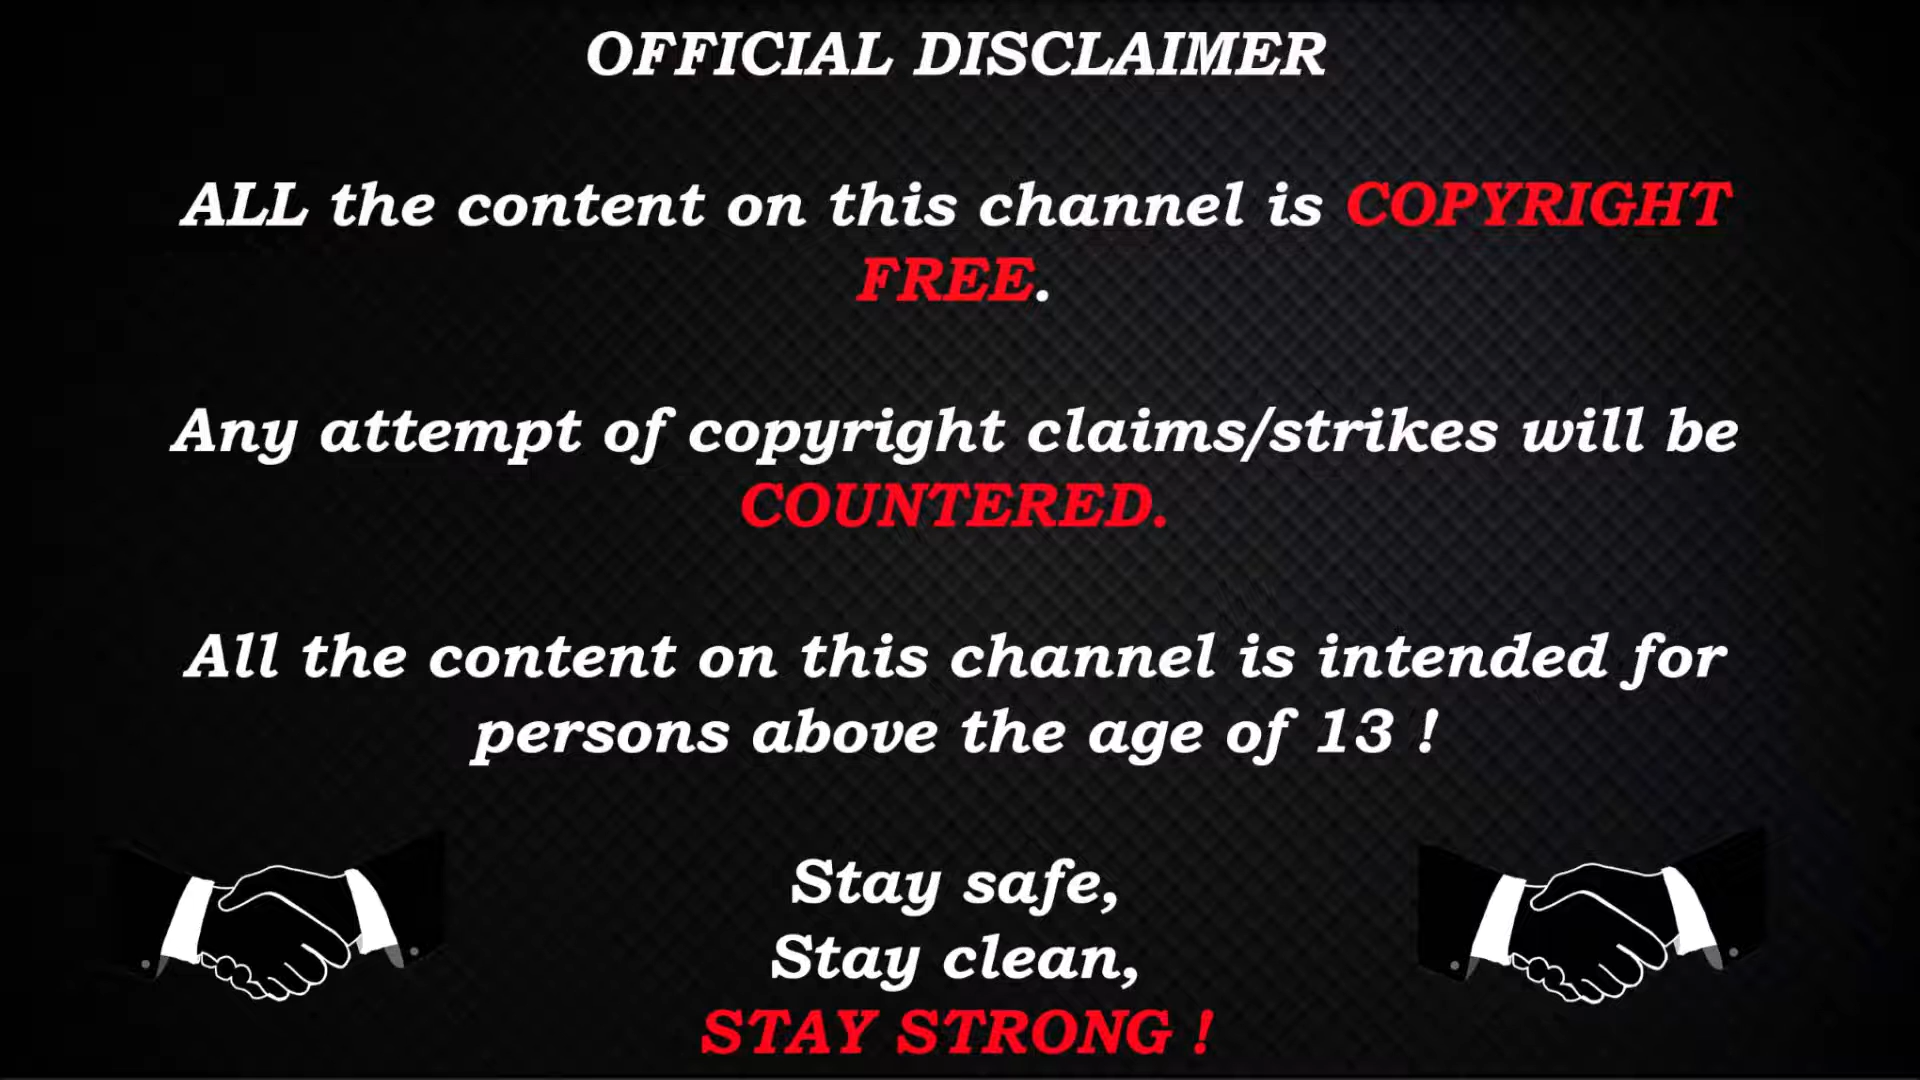 OFFICIAL DISCLAIMER
ALL the content on this channel is COPYRIGHT
FREE.
Any attempt of copyright claims/strikes will be
COUNTERED.
All the content on this channel is intended for
persons above the age of 13 !
Stay safe,
Stay clean,
STAY STRONG !